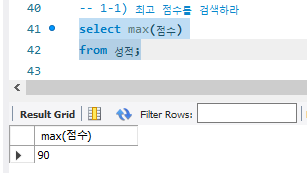 40 -- 1-1) 최고 점수를 검색하라
41 select max(점수)
42 from 성적;
43
Result Grid Filter Rows:
max(점수)
90